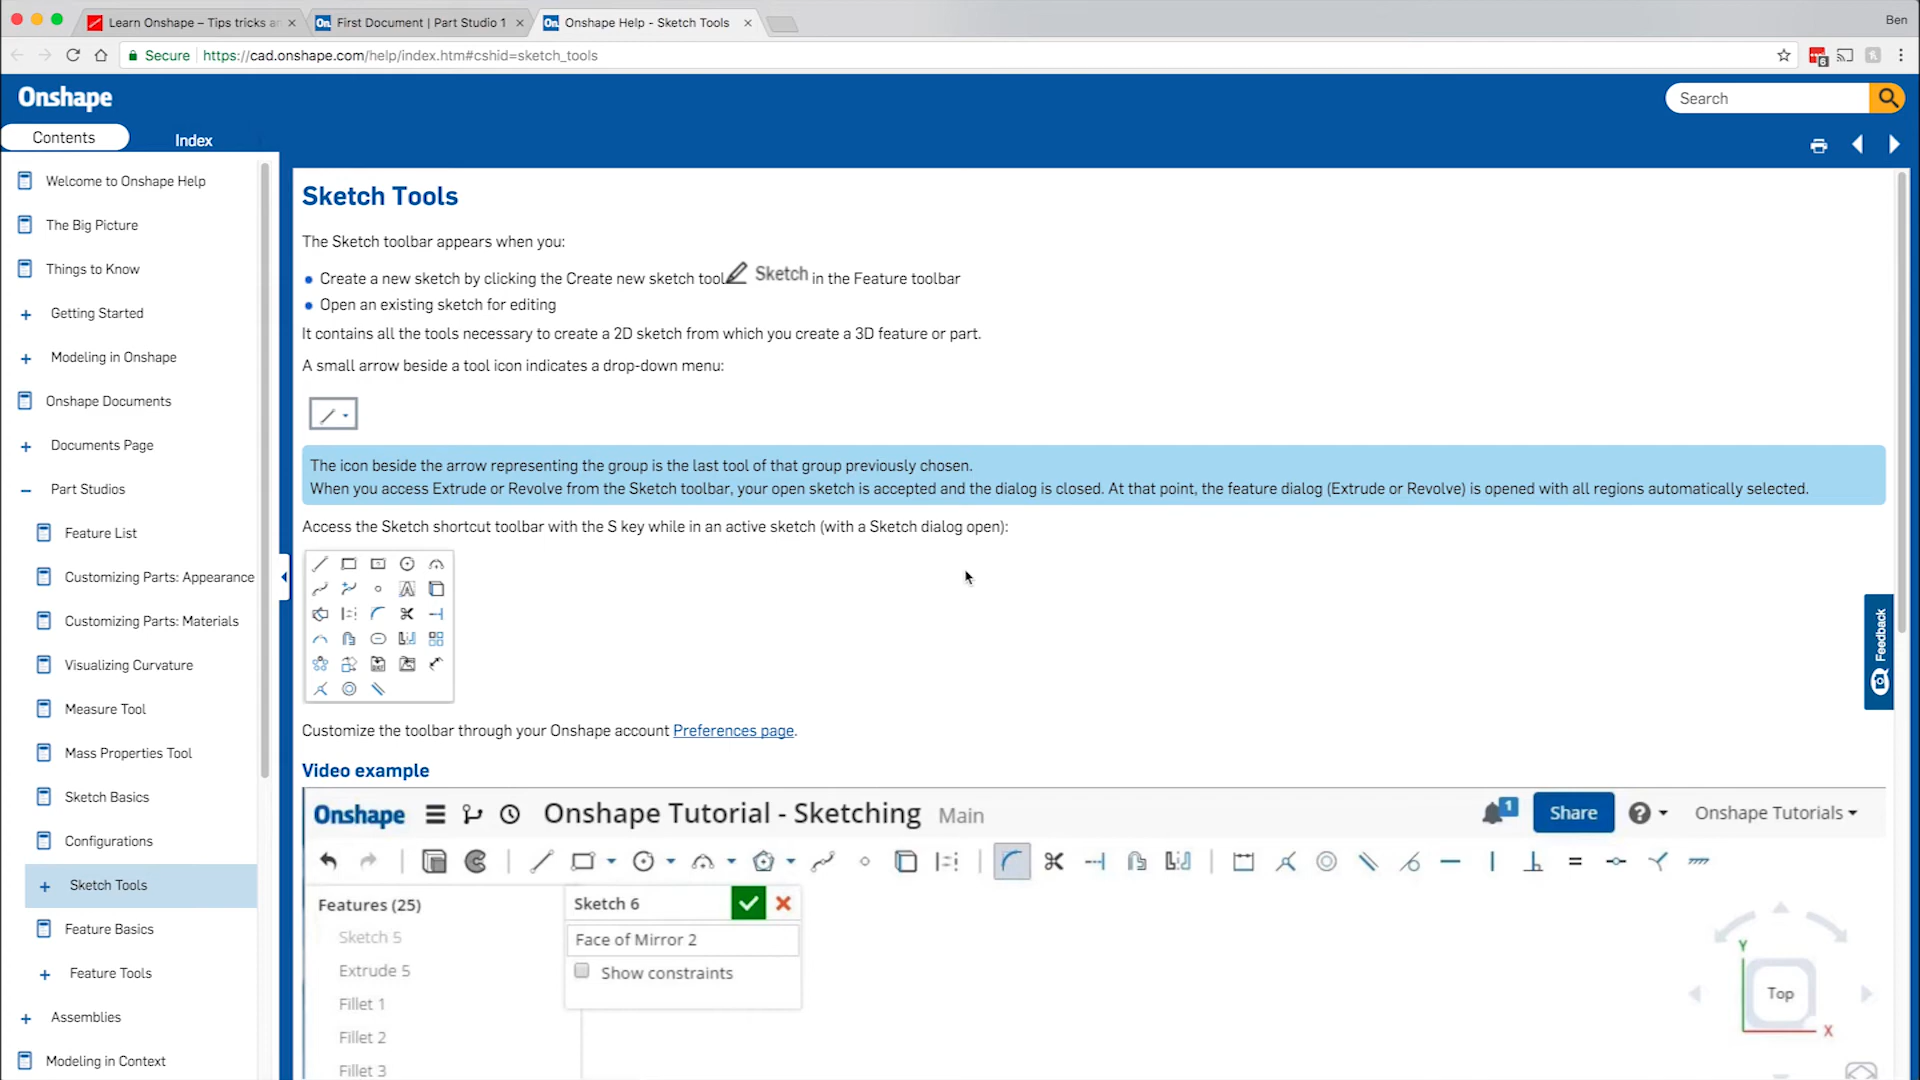 Learn Onshape – Tips tricks a
First Document | Part Studio 1
Onshape Help - Sketch Tools
Ben
Secure
https://cad.onshape.com/help/index.htm#cshid=sketch_tools
6
Onshape
Search
Contents
Index
Welcome to Onshape Help
The Big Picture
Things to Know
Getting Started
Modeling in Onshape
Onshape Documents
Documents Page
Part Studios
Feature List
Customizing Parts: Appearance
Customizing Parts: Materials
Visualizing Curvature
Measure Tool
Mass Properties Tool
Sketch Basics
Configurations
Sketch Tools
Feature Basics
Feature Tools
Assemblies
Modeling in Context
Sketch Tools
The Sketch toolbar appears when you:
Create a new sketch by clicking the Create new sketch tool Sketch in the Feature toolbar
Open an existing sketch for editing
It contains all the tools necessary to create a 2D sketch from which you create a 3D feature or part.
A small arrow beside a tool icon indicates a drop-down menu:
The icon beside the arrow representing the group is the last tool of that group previously chosen.
When you access Extrude or Revolve from the Sketch toolbar, your open sketch is accepted and the dialog is closed. At that point, the feature dialog (Extrude or Revolve) is opened with all regions automatically selected.
Access the Sketch shortcut toolbar with the S key while in an active sketch (with a Sketch dialog open):
Customize the toolbar through your Onshape account Preferences page.
Video example
Onshape
Onshape Tutorial - Sketching Main
1
Share
Onshape Tutorials
Features (25)
Sketch 5
Extrude 5
Fillet 1
Fillet 2
Fillet 3
Sketch 6
Face of Mirror 2
Show constraints
Y
Top
X
Feedback